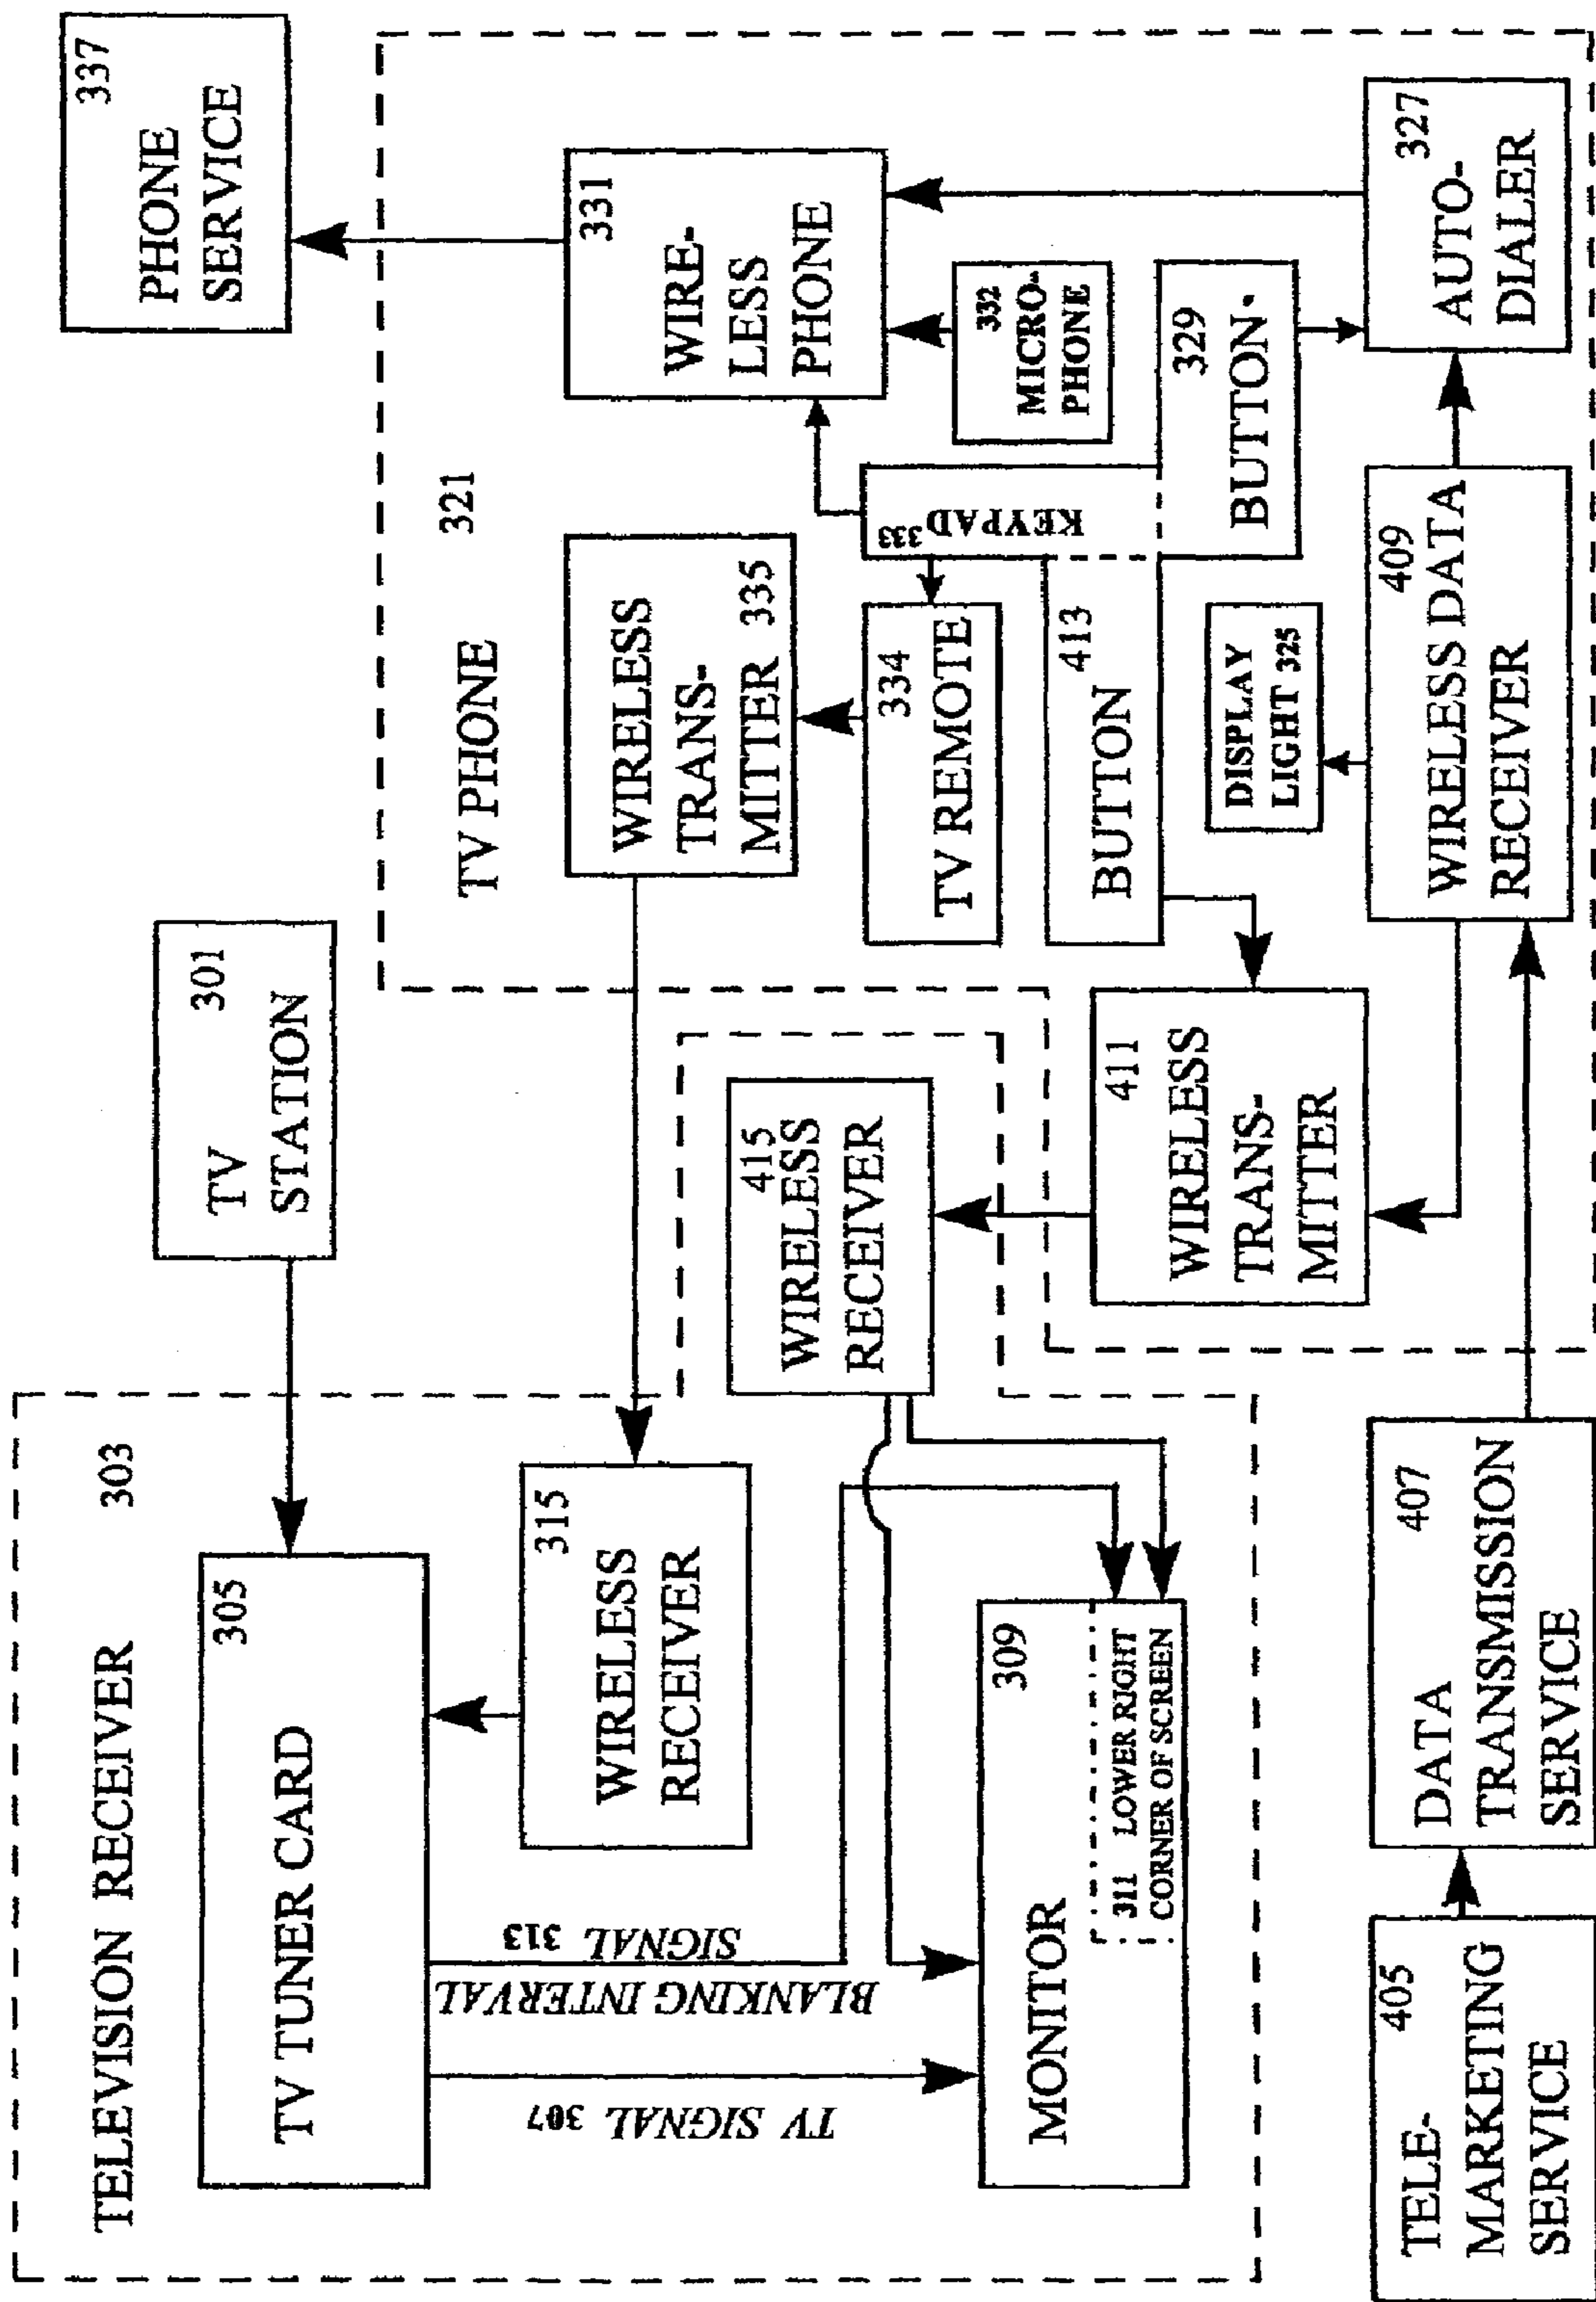 TELEVISION RECEIVER
303
305
TV TUNER CARD
315
WIRELESS
RECEIVER
TV SIGNAL 307
BLANKING INTERVAL
SIGNAL 313
309
MONITOR
311 LOWER RIGHT
CORNER OF SCREEN
301
TV
STATION
415
WIRELESS
RECEIVER
411
WIRELESS
TRANS-
MITTER
405
TELE-
MARKETING
SERVICE
407
DATA
TRANSMISSION
SERVICE
TV PHONE
321
WIRELESS
TRANS-
MITTER 335
334
TV REMOTE
413
BUTTON
KEYPAD 333
DISPLAY
LIGHT 325
409
WIRELESS DATA
RECEIVER
337
PHONE
SERVICE
331
WIRE-
LESS
PHONE
332
MICRO-
PHONE
329
BUTTON
327
AUTO-
DIALER